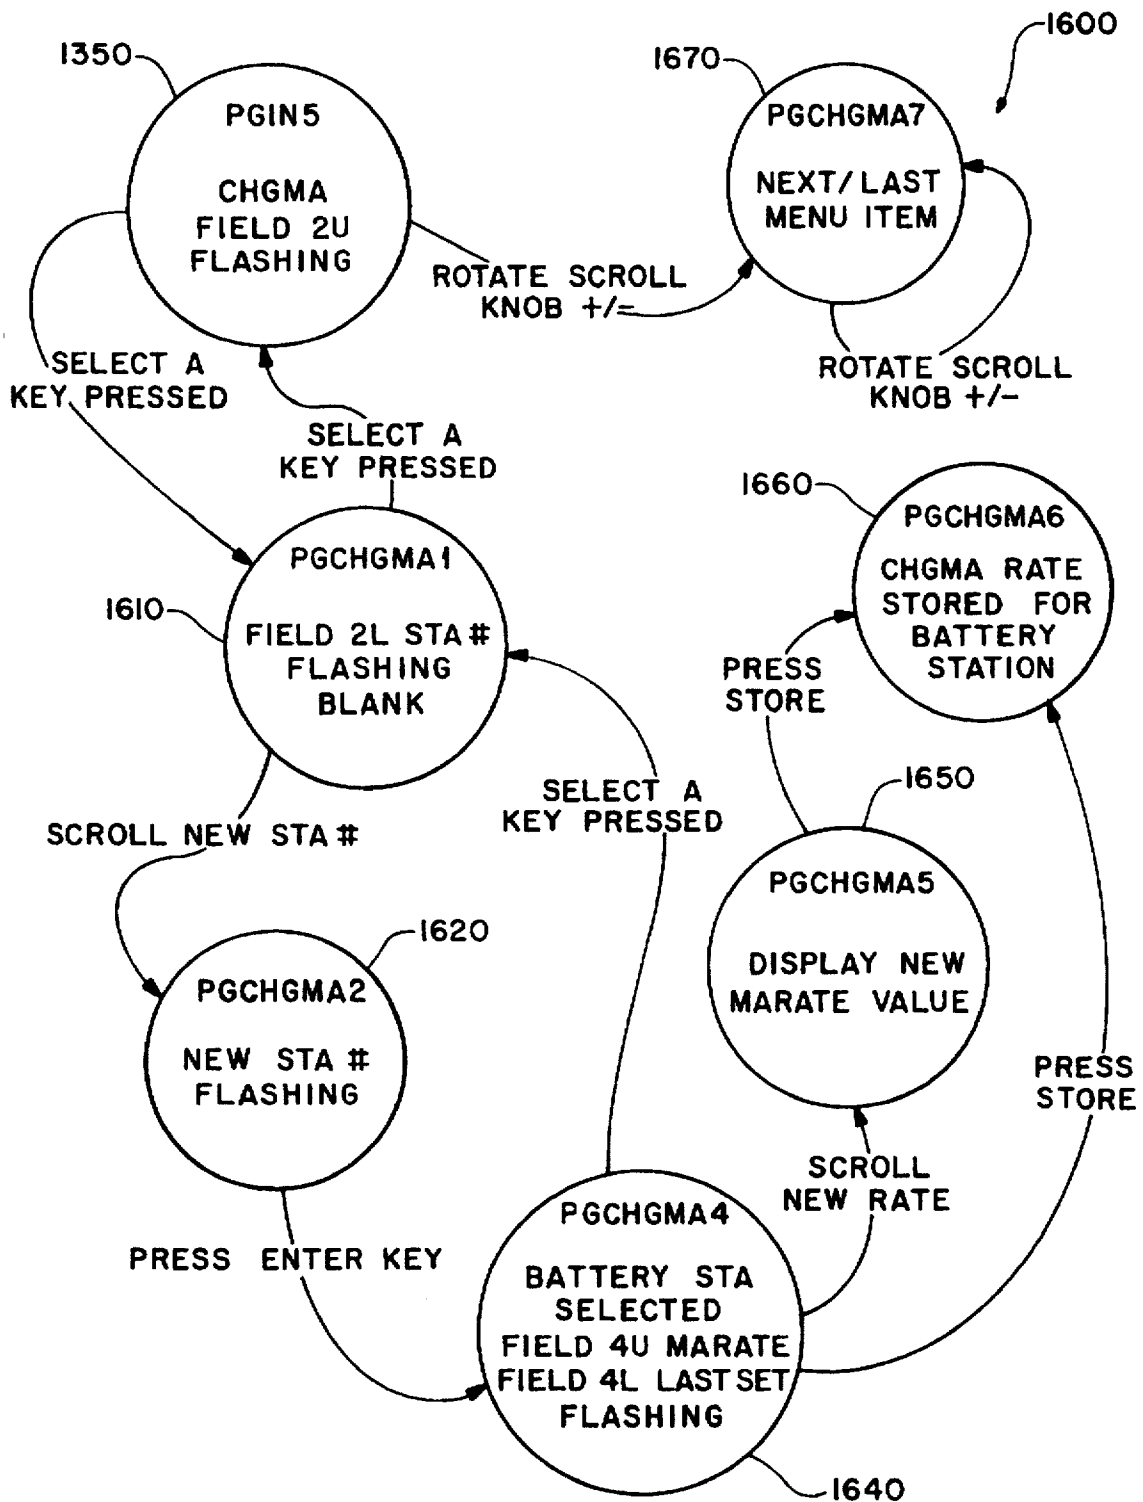 1600
1350
PGIN5
CHGMA
FIELD 2U
FLASHING
1670
PGCHGMA7
NEXT/LAST
MENU ITEM
ROTATE SCROLL
KNOB +/-
ROTATE SCROLL
KNOB +/-
SELECT A
KEY PRESSED
SELECT A
KEY PRESSED
1610
PGCHGMA1
FIELD 2L STA#
FLASHING
BLANK
1660
PGCHGMA6
CHGMA RATE
STORED FOR
BATTERY
STATION
PRESS
STORE
SELECT A
KEY PRESSED
1650
PGCHGMA5
DISPLAY NEW
MARATE VALUE
SCROLL NEW STA#
1620
PGCHGMA2
NEW STA #
FLASHING
PRESS
STORE
SCROLL
NEW RATE
PRESS ENTER KEY
PGCHGMA4
BATTERY STA
SELECTED
FIELD 4U MARATE
FIELD 4L LAST SET
FLASHING
1640